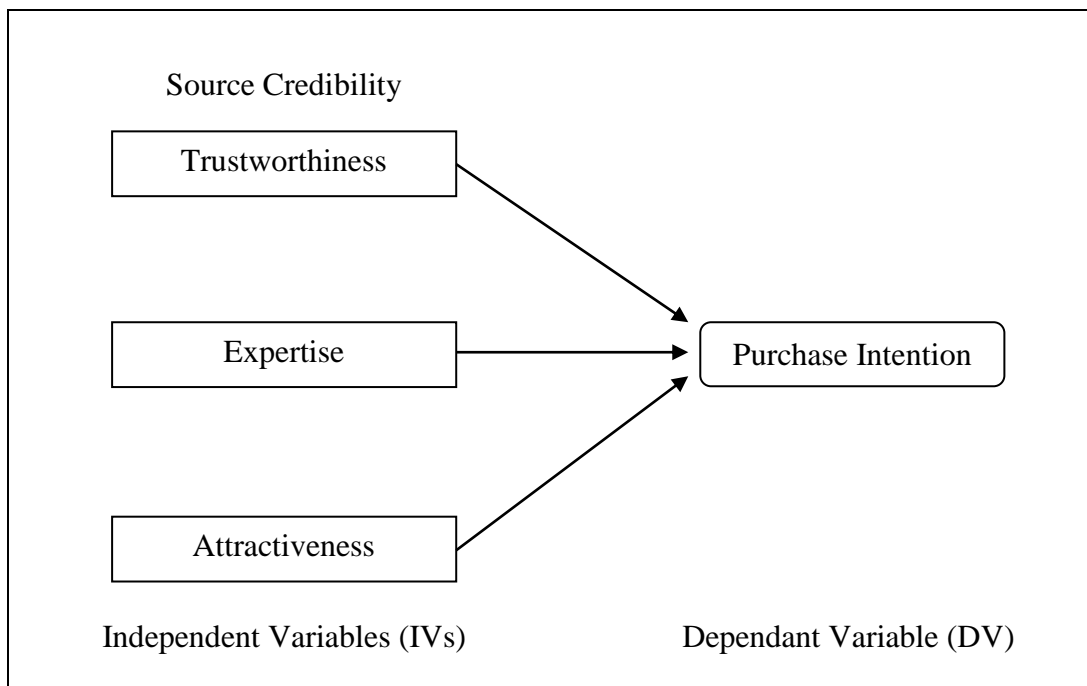 Source Credibility
Trustworthiness
Expertise
Purchase Intention
Attractiveness
Independent Variables (IVs)
Dependant Variable (DV)